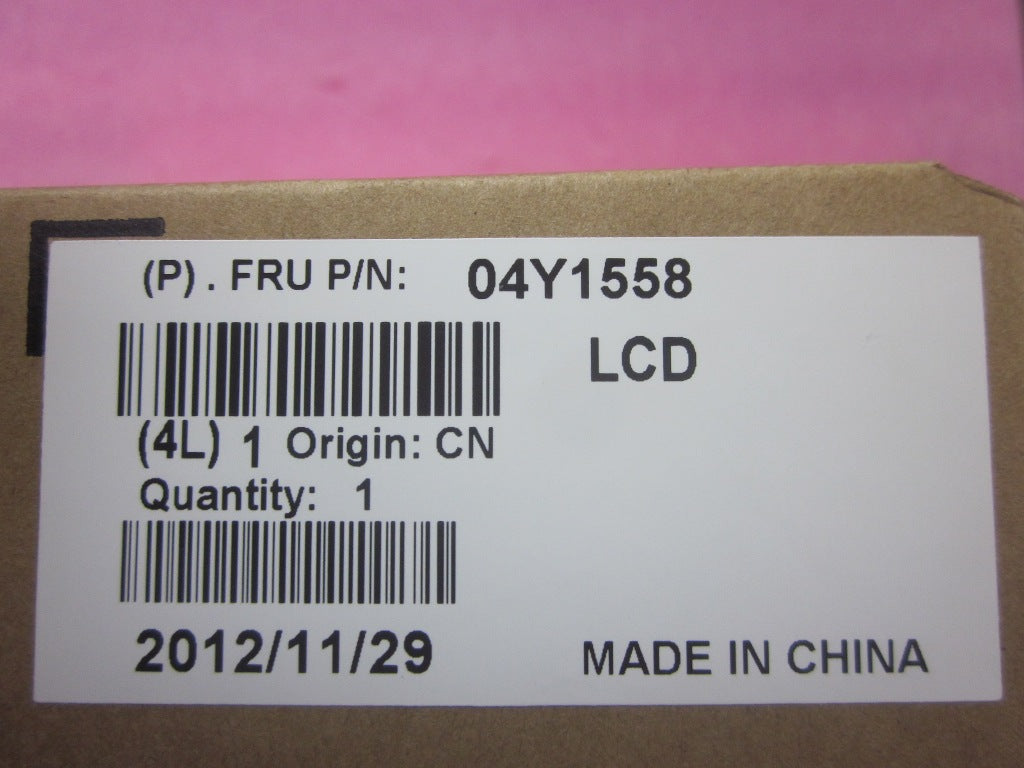 (P) . FRU P/N: 04Y1558
LCD
(4L) 1 Origin: CN
Quantity: 1
2012/11/29
MADE IN CHINA